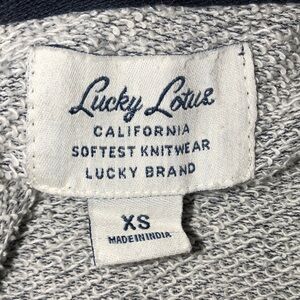 Lucky Lotus
CALIFORNIA
SOFTEST KNITWEAR
LUCKY BRAND
XS
MADE IN INDIA